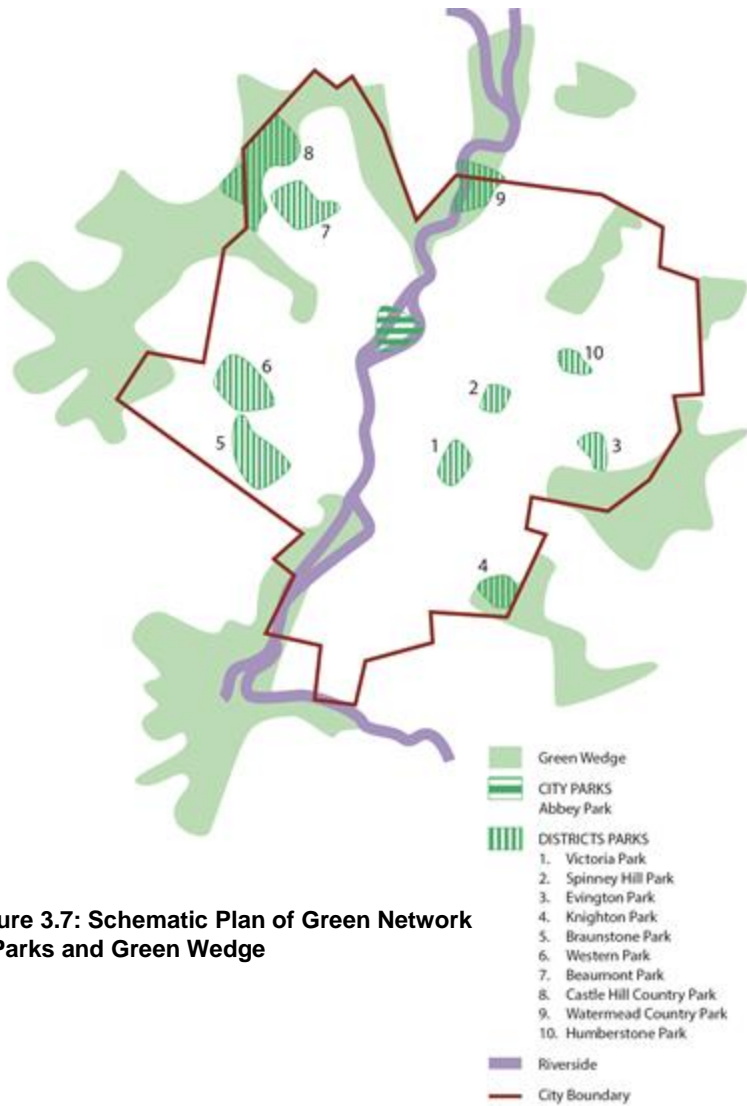 8
9
7
10
6
2
1
3
5
4
Green Wedge
CITY PARKS
Abbey Park
DISTRICTS PARKS
1. Victoria Park
2. Spinney Hill Park
3. Evington Park
4. Knighton Park
5. Braunstone Park
6. Western Park
7. Beaumont Park
8. Castle Hill Country Park
9. Watermead Country Park
10. Humberstone Park
Riverside
City Boundary
ure 3.7: Schematic Plan of Green Network
Parks and Green Wedge